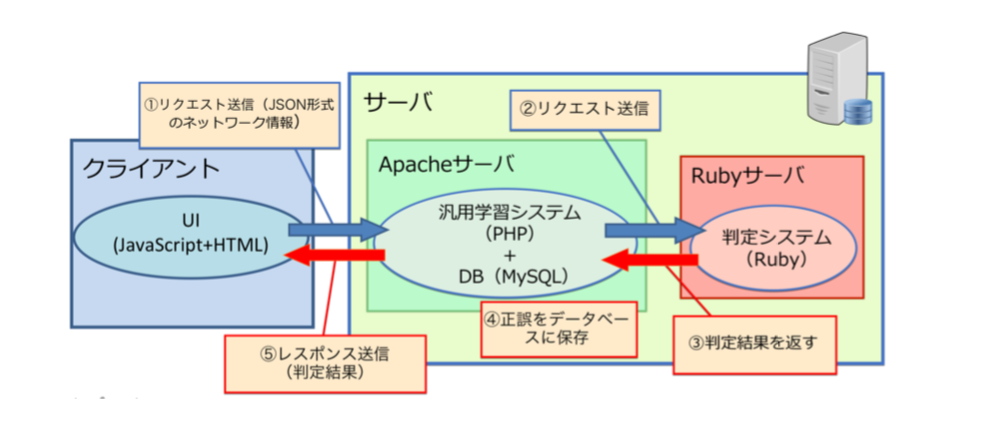 ①リクエスト送信（JSON形式
のネットワーク情報）
サーバ
②リクエスト送信
クライアント
Apacheサーバ
Rubyサーバ
UI
(JavaScript+HTML)
汎用学習システム
（PHP）
+
DB（MySQL）
判定システム
（Ruby）
④正誤をデータベー
スに保存
③判定結果を返す
⑤レスポンス送信
（判定結果）